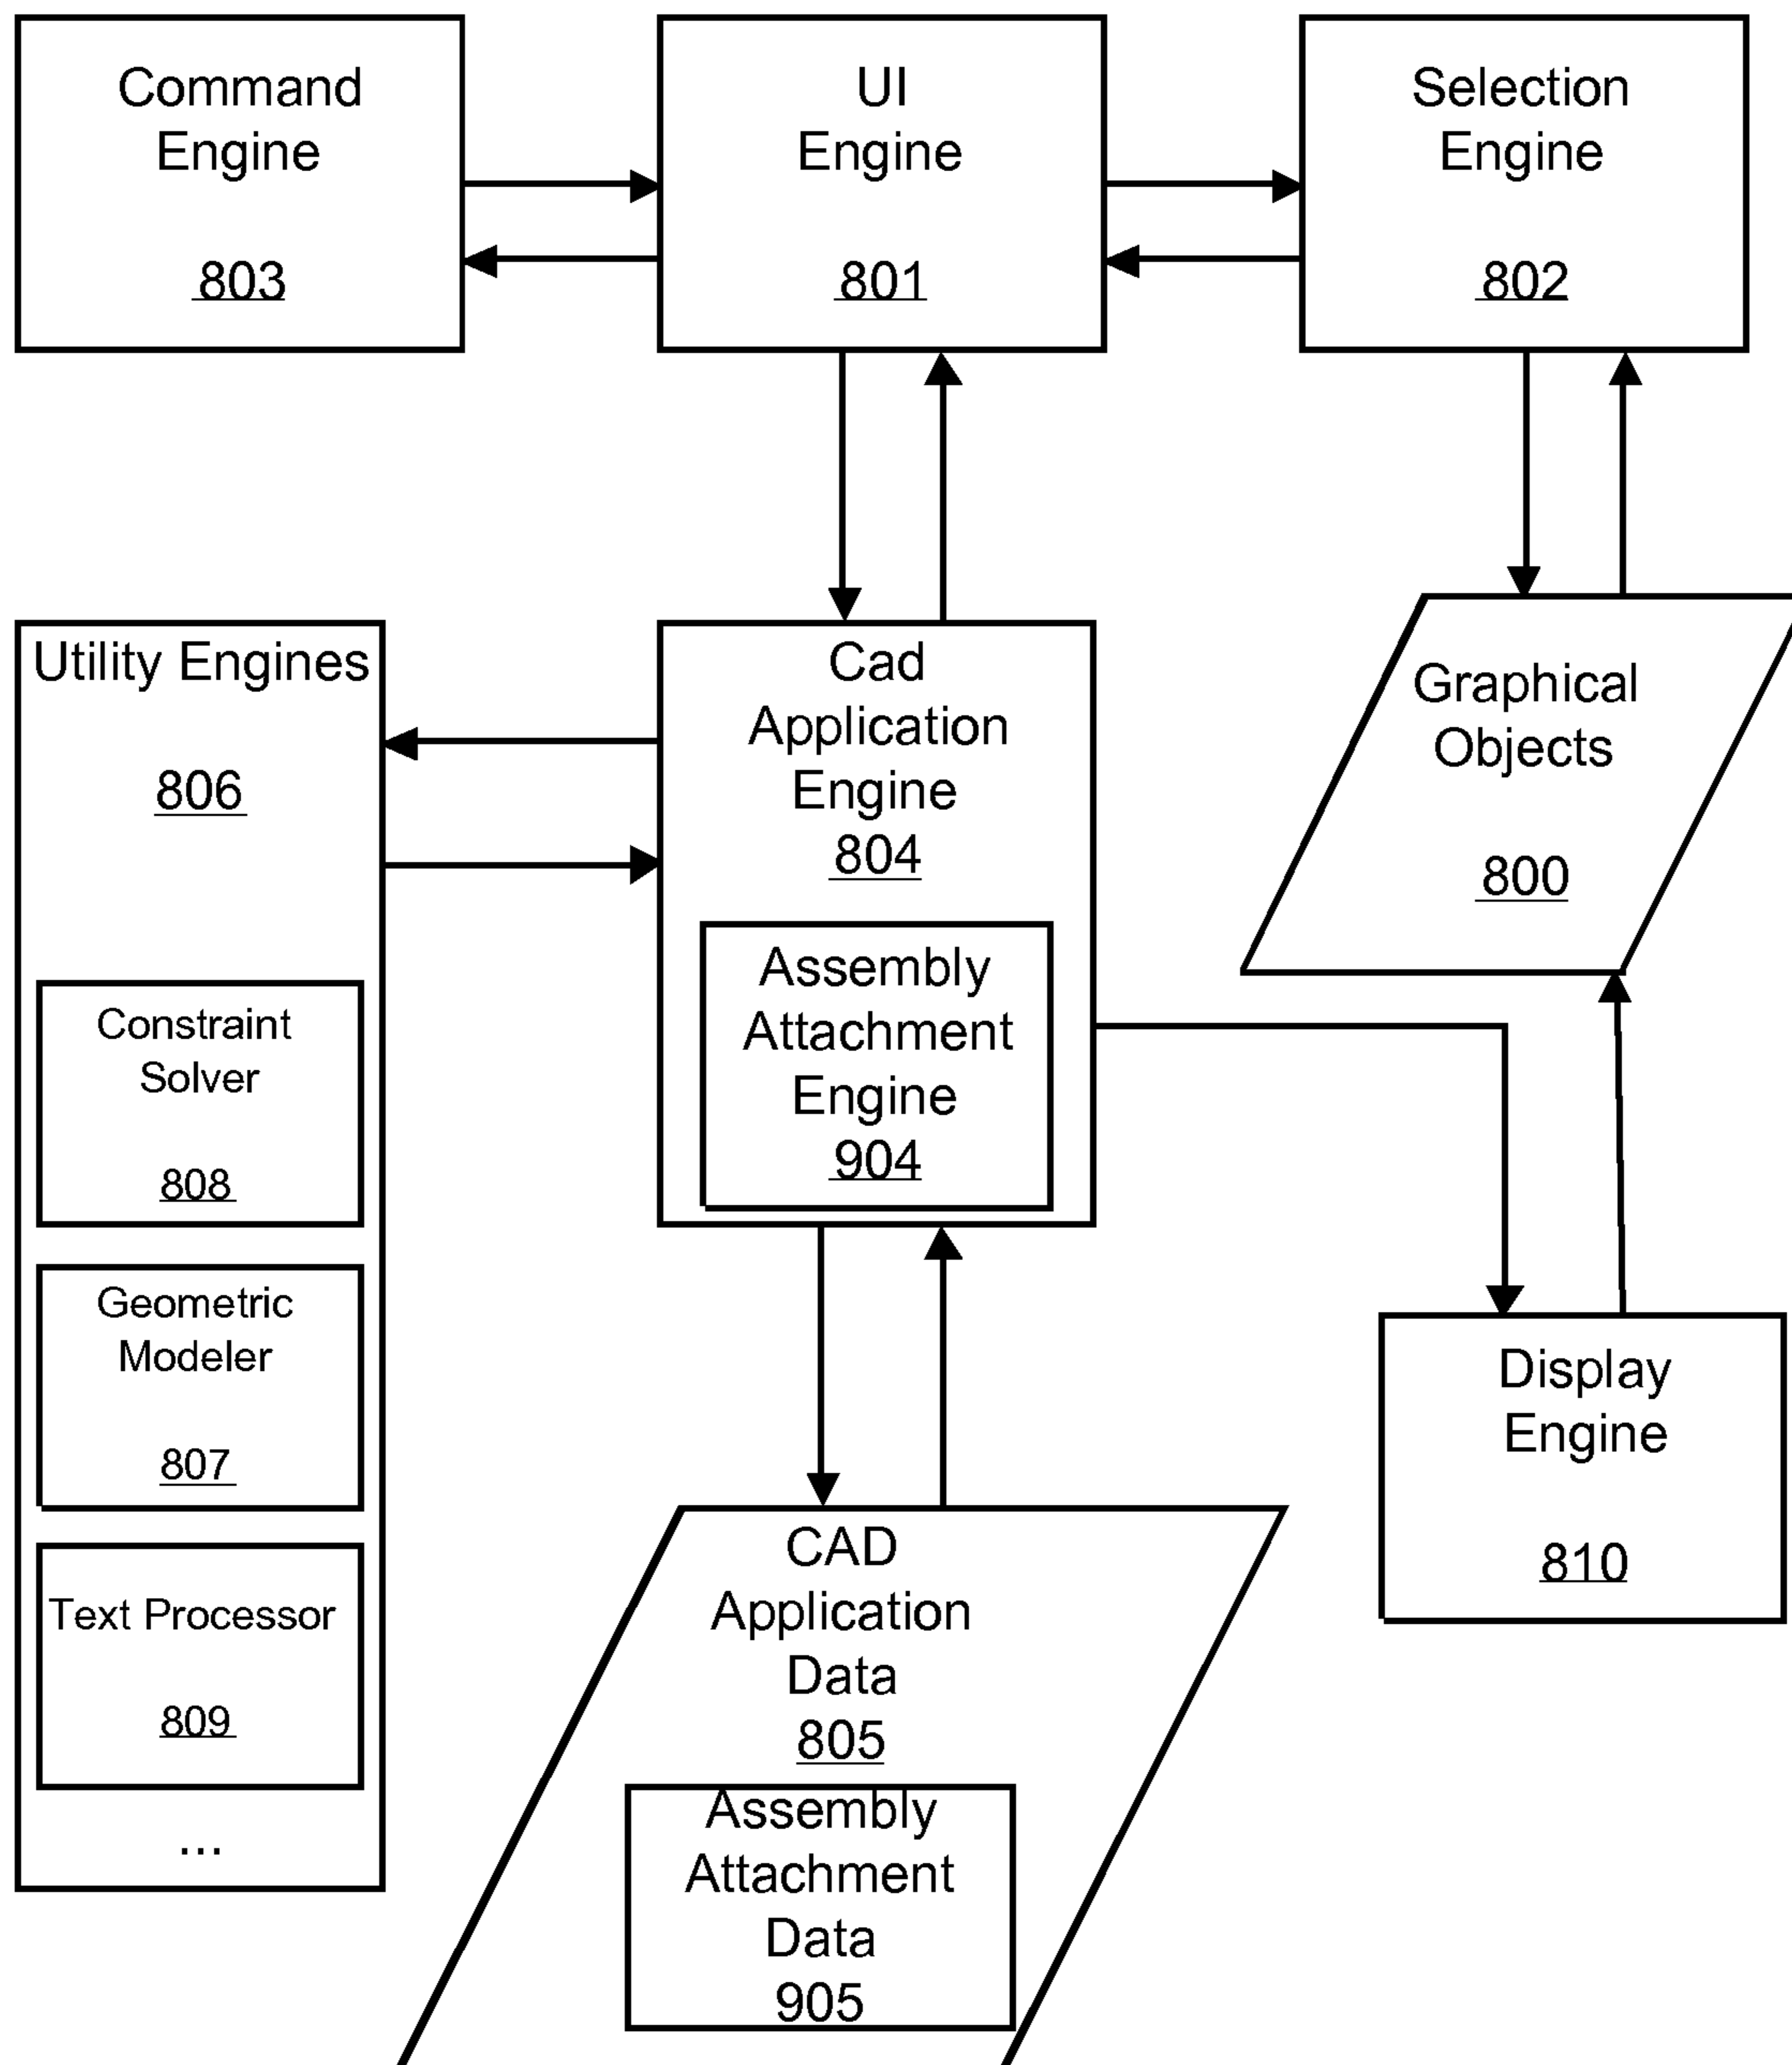 Command
Engine
803
UI
Engine
801
Selection
Engine
802
Utility Engines
806
Constraint
Solver
808
Geometric
Modeler
807
Text Processor
809
...
Cad
Application
Engine
804
Assembly
Attachment
Engine
904
Graphical
Objects
800
Display
Engine
810
CAD
Application
Data
805
Assembly
Attachment
Data
905